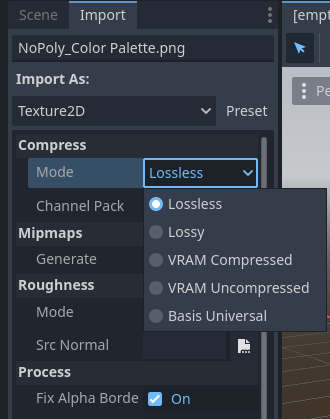 Scene Import
[empt
NoPoly_Color Palette.png
Import As:
Texture2D Preset
Pe
Compress
Mode Lossless
Lossless
Channel Pack
Lossy
Mipmaps
Generate
VRAM Compressed
Roughness
VRAM Uncompressed
Mode
Basis Universal
Src Normal
Process
Fix Alpha Borde On